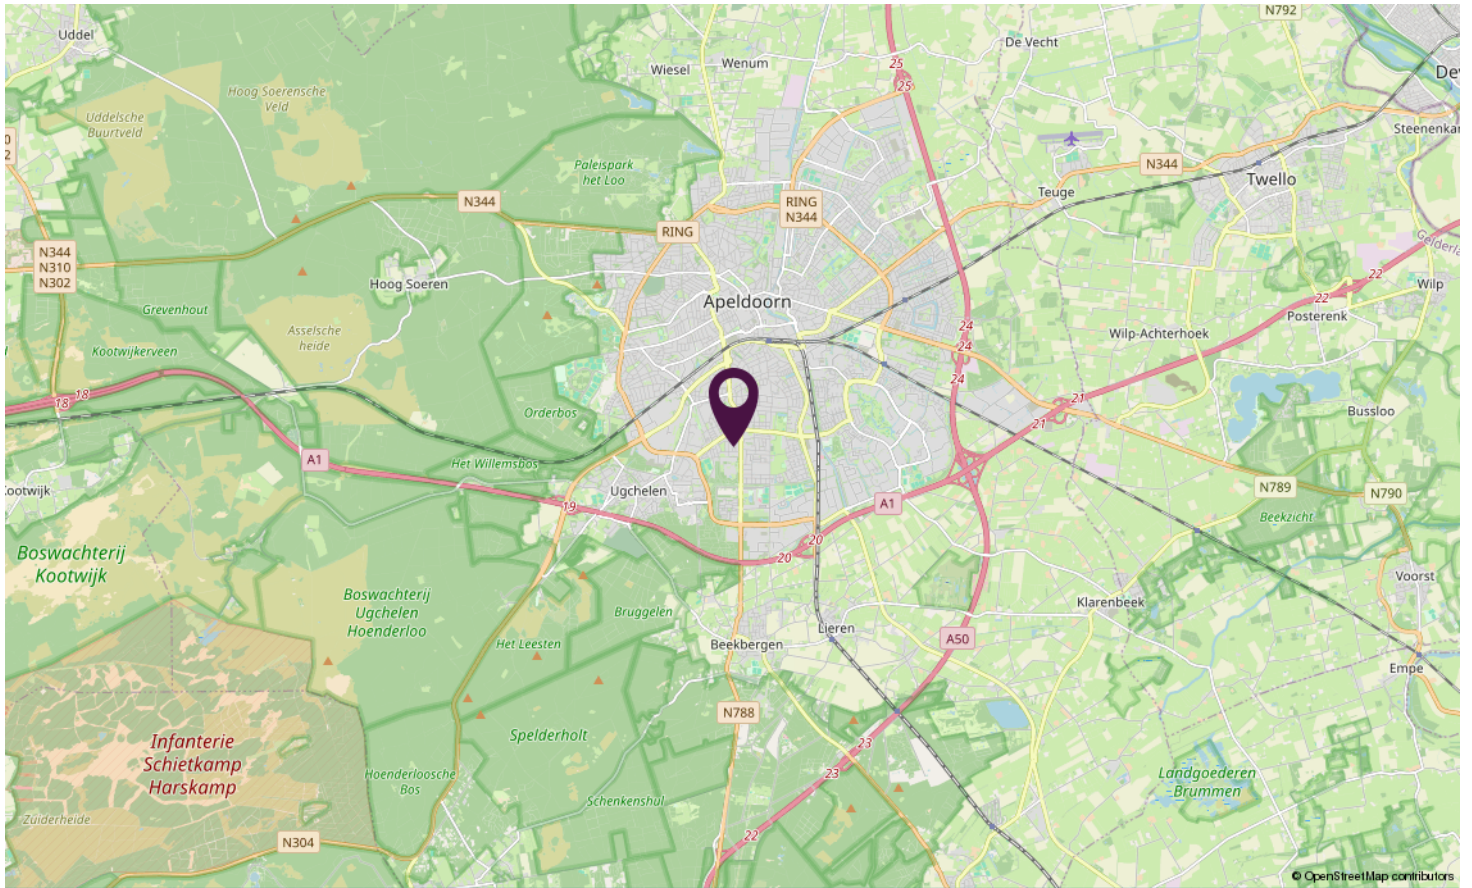 N792
Uddel
De Vecht
Wiesel
Wenum
25
25
Hoog Soerensche
Veld
Uddelsche
Buurtveld
Paleispark
het Loo
N344
Teuge
Twello
N344
RING
N344
RING
N344
N310
N302
22
22
Wilp
Hoog Soeren
Apeldoorn
Grevenhout
Posterenk
Asselsche
heide
24
24
24
Wilp-Achterhoek
Kootwijkerveen
18
18
21
21
Orderbos
Bussloo
A1
Het Willemsbos
Ugchelen
19
A1
N789
N790
Beekzicht
20
20
Boswachterij
Kootwijk
Boswachterij
Ugchelen
Hoenderloo
Voorst
Klarenbeek
Bruggelen
Lieren
Het Leesten
Beekbergen
A50
Empe
N788
Spelderholt
Infanterie
Schietkamp
Harskamp
23
23
Hoenderloosche
Bos
Landgoederen
Brummen
Schenkenshul
Zuiderheide
22
N304
© OpenStreetMap contributors